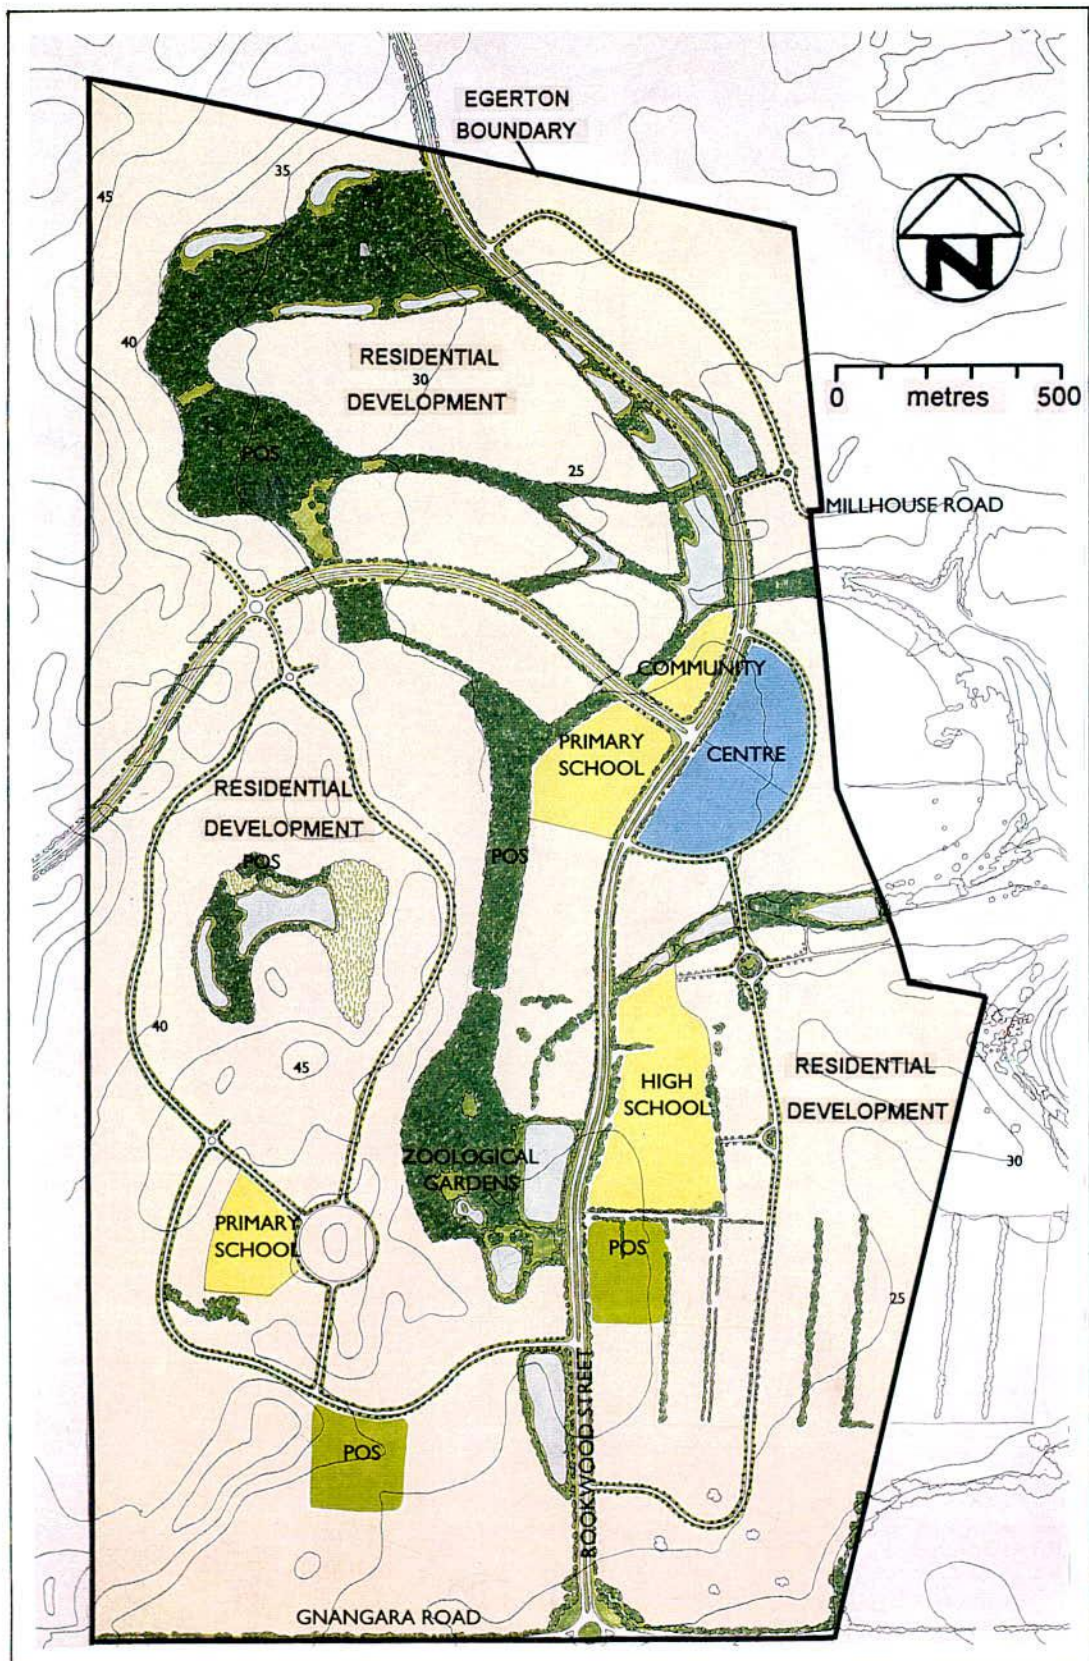 EGERTON
BOUNDARY
35
45
N
40
RESIDENTIAL
30
DEVELOPMENT
0 metres 500
POS
25
MILLHOUSE ROAD
COMMUNITY
PRIMARY
SCHOOL
CENTRE
RESIDENTIAL
DEVELOPMENT
POS
POS
40
45
HIGH
SCHOOL
RESIDENTIAL
DEVELOPMENT
30
ZOOLOGICAL
GARDENS
PRIMARY
SCHOOL
POS
25
POS
BOOKWOOD STREET
GNANGARA ROAD